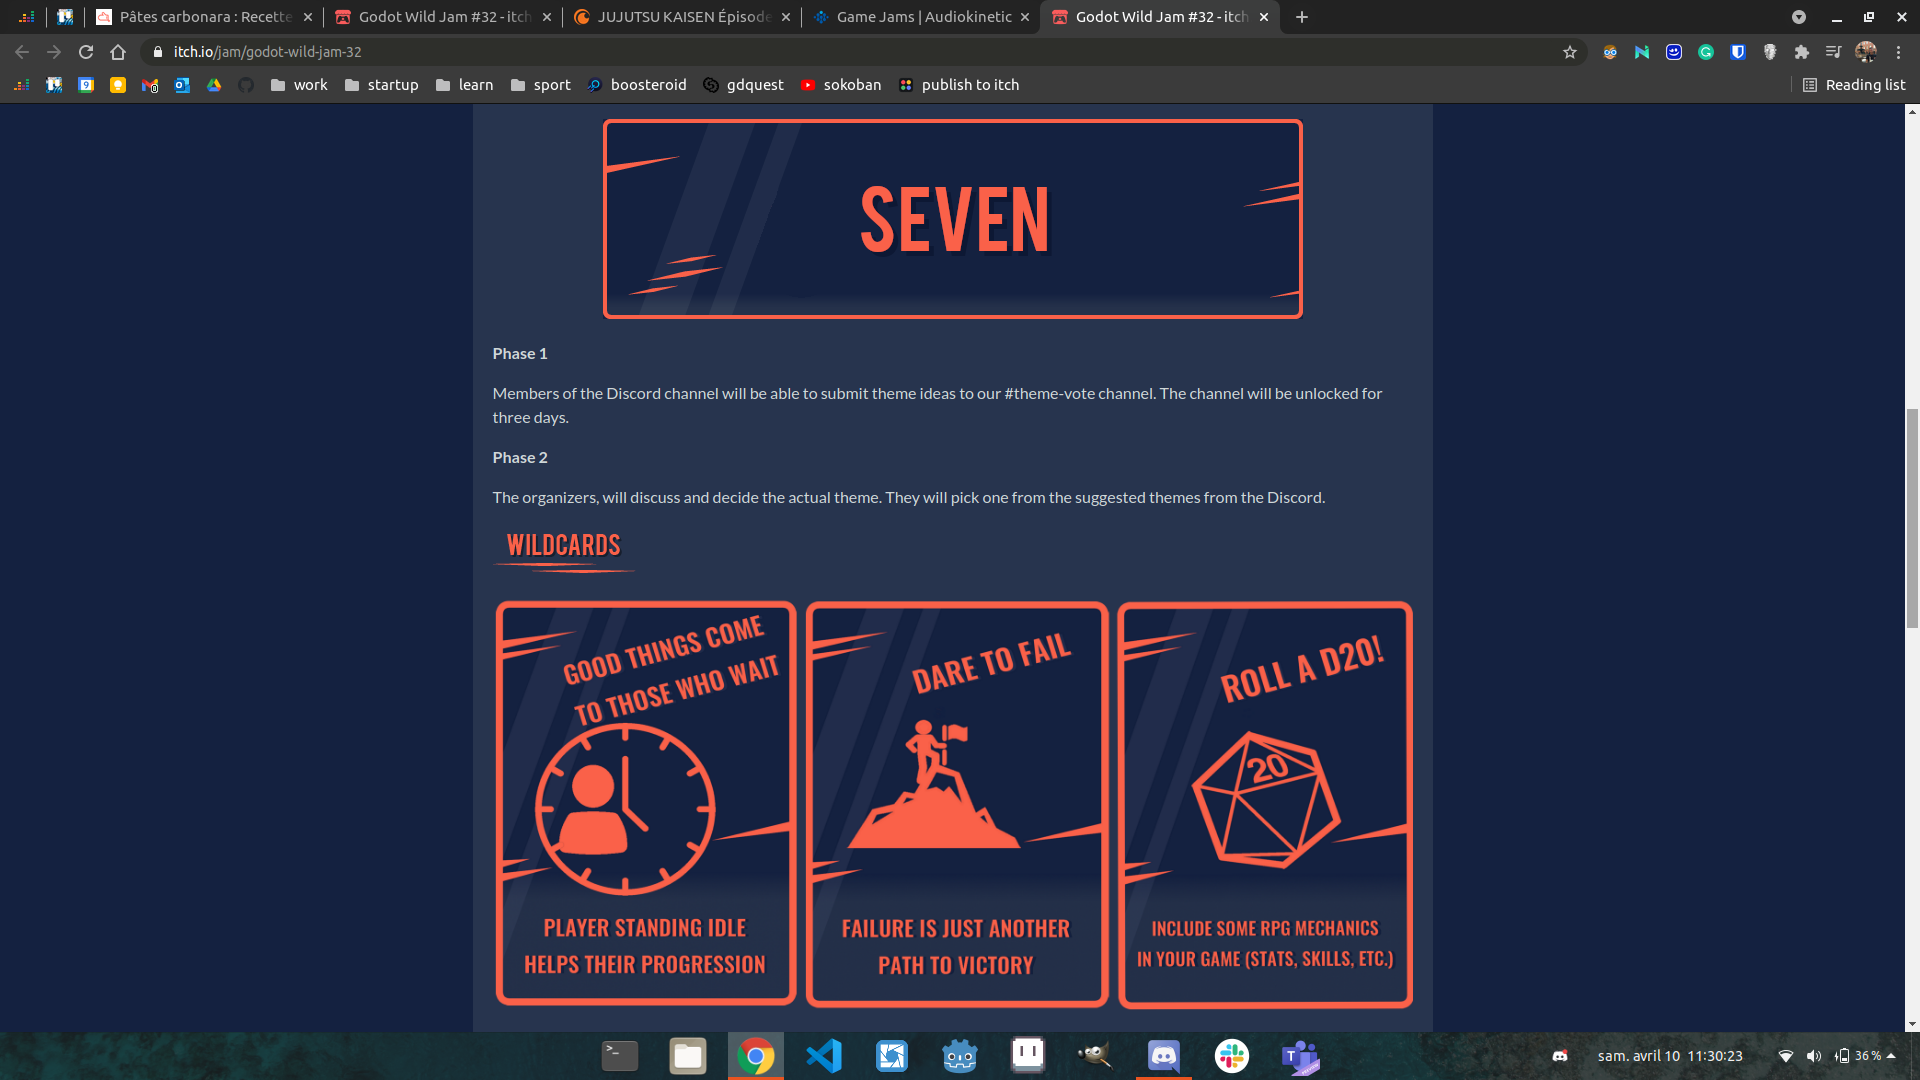 Pâtes carbonara : Recette
Godot Wild Jam #32 - itch
JUJUTSU KAISEN Épisode
Game Jams | Audiokinetic
Godot Wild Jam #32 - itch
itch.io/jam/godot-wild-jam-32
work
startup
learn
sport
boosteroid
gdquest
sokoban
publish to itch
Reading list
SEVEN
Phase 1
Members of the Discord channel will be able to submit theme ideas to our #theme-vote channel. The channel will be unlocked for
three days.
Phase 2
The organizers, will discuss and decide the actual theme. They will pick one from the suggested themes from the Discord.
WILDCARDS
GOOD THINGS COME
TO THOSE WHO WAIT
PLAYER STANDING IDLE
HELPS THEIR PROGRESSION
DARE TO FAIL
FAILURE IS JUST ANOTHER
PATH TO VICTORY
ROLL A D20!
20
INCLUDE SOME RPG MECHANICS
IN YOUR GAME (STATS, SKILLS, ETC.)
sam. avril 10 11:30:23
36 %